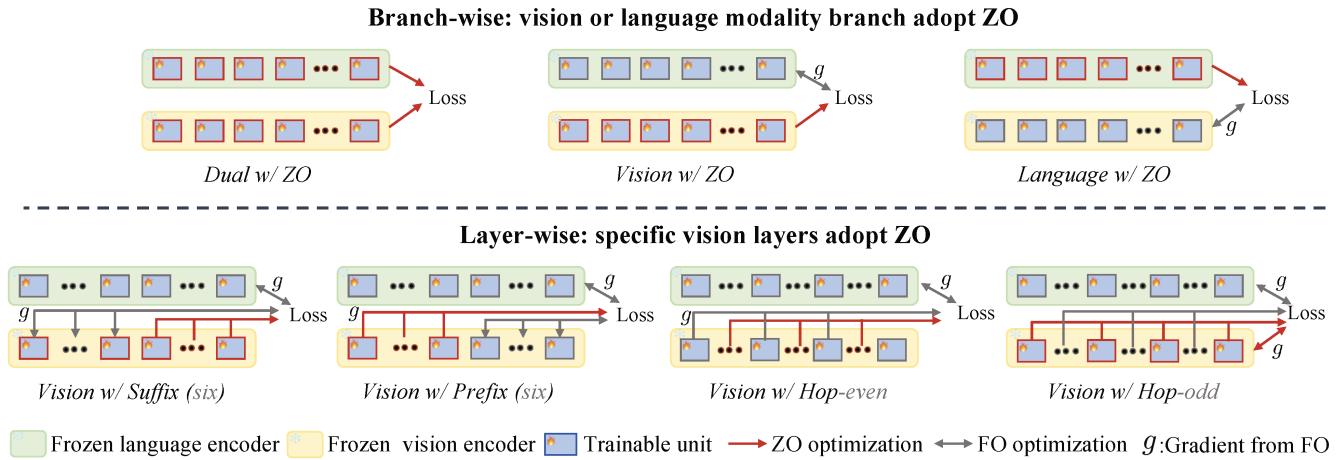 Branch-wise: vision or language modality branch adopt ZO
g
Loss
Loss
Loss
g
Dual w/ ZO
Vision w/ ZO
Language w/ ZO
Layer-wise: specific vision layers adopt ZO
g
g
g
g
g
g
g
Loss
Loss
Loss
Loss
g
Vision w/ Suffix (six)
Vision w/ Prefix (six)
Vision w/ Hop-even
Vision w/ Hop-odd
Frozen language encoder
Frozen vision encoder
Trainable unit
ZO optimization
FO optimization
g:Gradient from FO